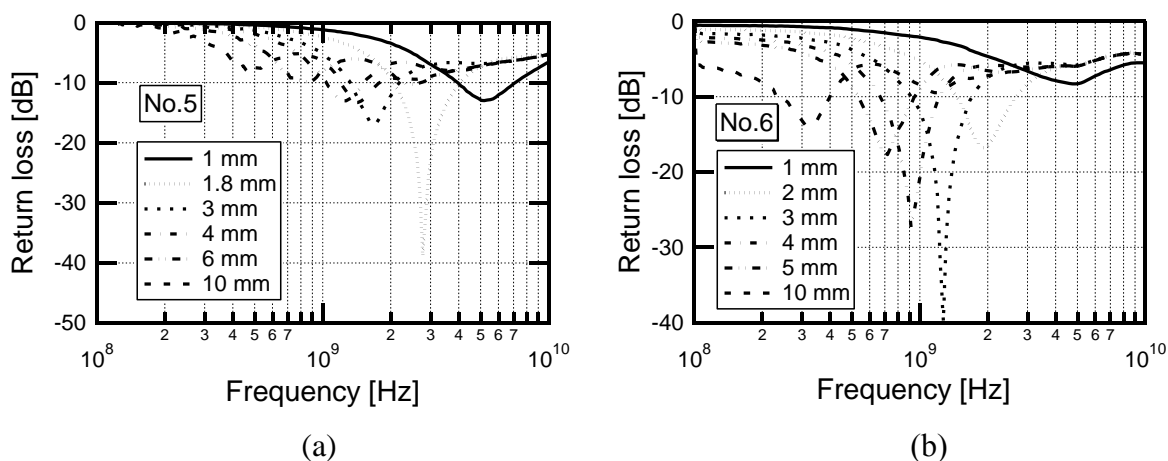 0
-10
-20
-30
-40
-50
Return loss [dB]
No.5
1 mm
1.8 mm
3 mm
4 mm
6 mm
10 mm
3 4 5 6 7 2 3 4 5 6 7
10^8 10^9 10^10
Frequency [Hz]
(a)
0
-10
-20
-30
-40
Return loss [dB]
No.6
1 mm
2 mm
3 mm
4 mm
5 mm
10 mm
2 3 4 5 6 7 2 3 4 5 6 7
10^8 10^9 10^10
Frequency [Hz]
(b)